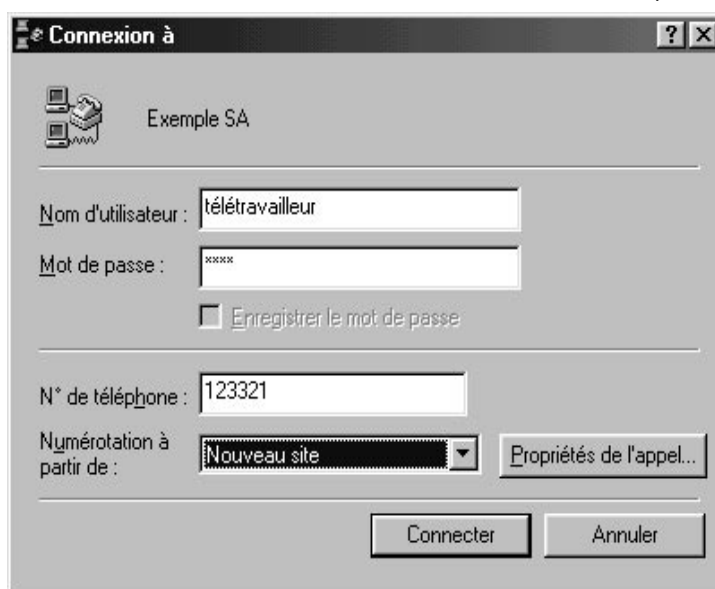 Connexion à
Exemple SA
Nom d'utilisateur : télétravailleur
Mot de passe : ****
Enregistrer le mot de passe
N° de téléphone : 123321
Numérotation à
partir de : Nouveau site Propriétés de l'appel...
Connecter Annuler